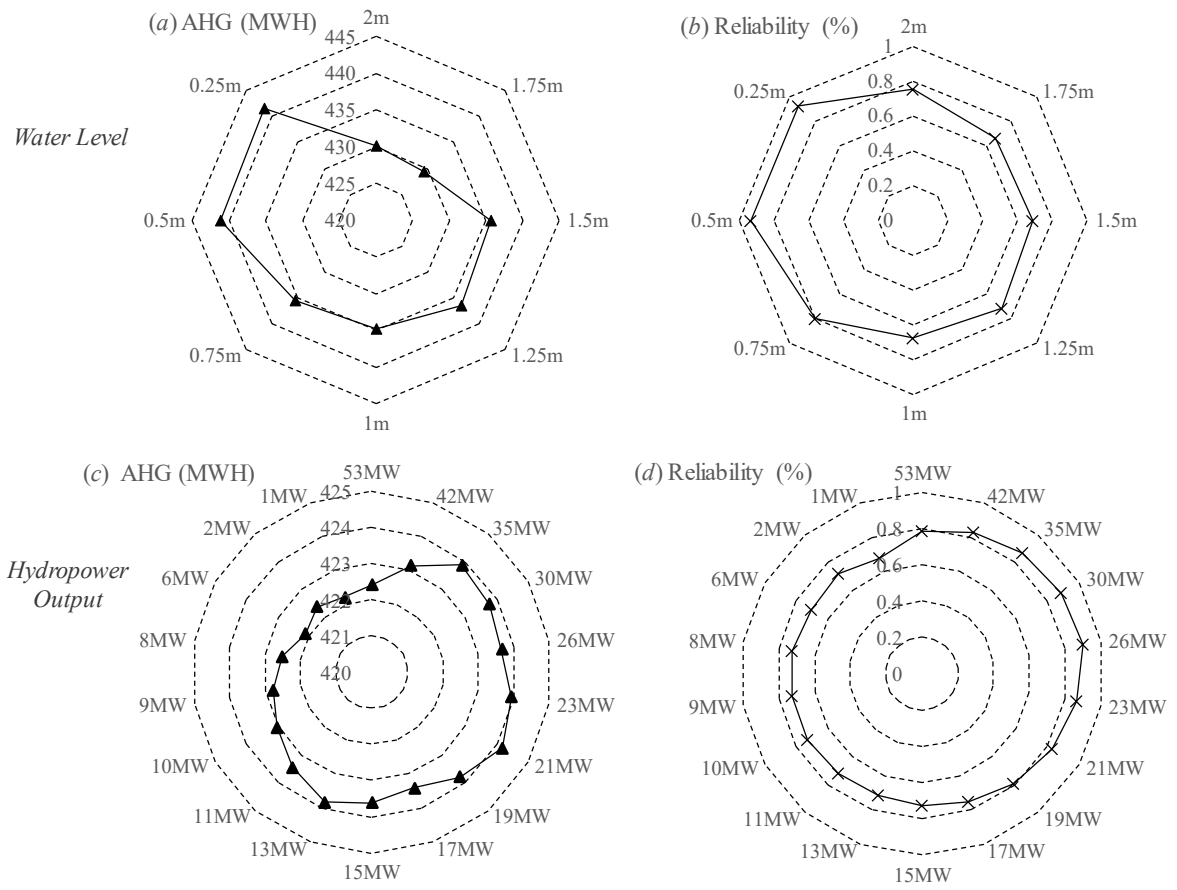 (a) AHG (MWH)
2m
445
440
435
430
425
420
0.25m
1.75m
0.5m
1.5m
0.75m
1.25m
1m
(b) Reliability (%)
2m
1
0.8
0.6
0.4
0.2
0
0.25m
1.75m
0.5m
1.5m
0.75m
1.25m
1m
Water Level
(c) AHG (MWH)
53MW
425
424
423
422
421
420
1MW
42MW
2MW
35MW
6MW
30MW
8MW
26MW
9MW
23MW
10MW
21MW
11MW
19MW
13MW
17MW
15MW
(d) Reliability (%)
53MW
1
0.8
0.6
0.4
0.2
0
1MW
42MW
2MW
35MW
6MW
30MW
8MW
26MW
9MW
23MW
10MW
21MW
11MW
19MW
13MW
17MW
15MW
Hydropower
Output